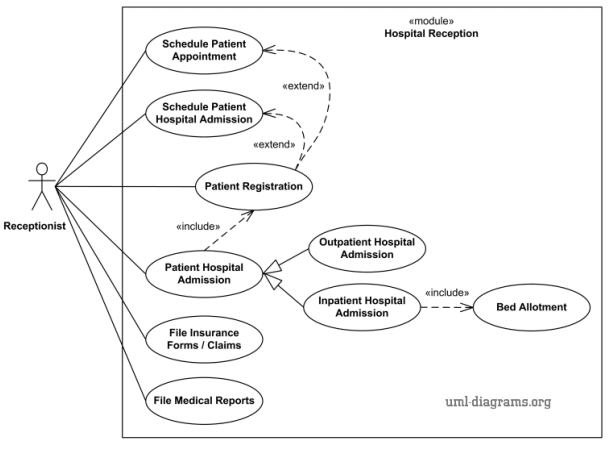 «module»
Hospital Reception
Schedule Patient
Appointment
«extend»
Schedule Patient
Hospital Admission
«extend»
Patient Registration
Receptionist
«include»
Outpatient Hospital
Admission
Patient Hospital
Admission
Inpatient Hospital
Admission
«include»
Bed Allotment
File Insurance
Forms / Claims
File Medical Reports
uml-diagrams.org